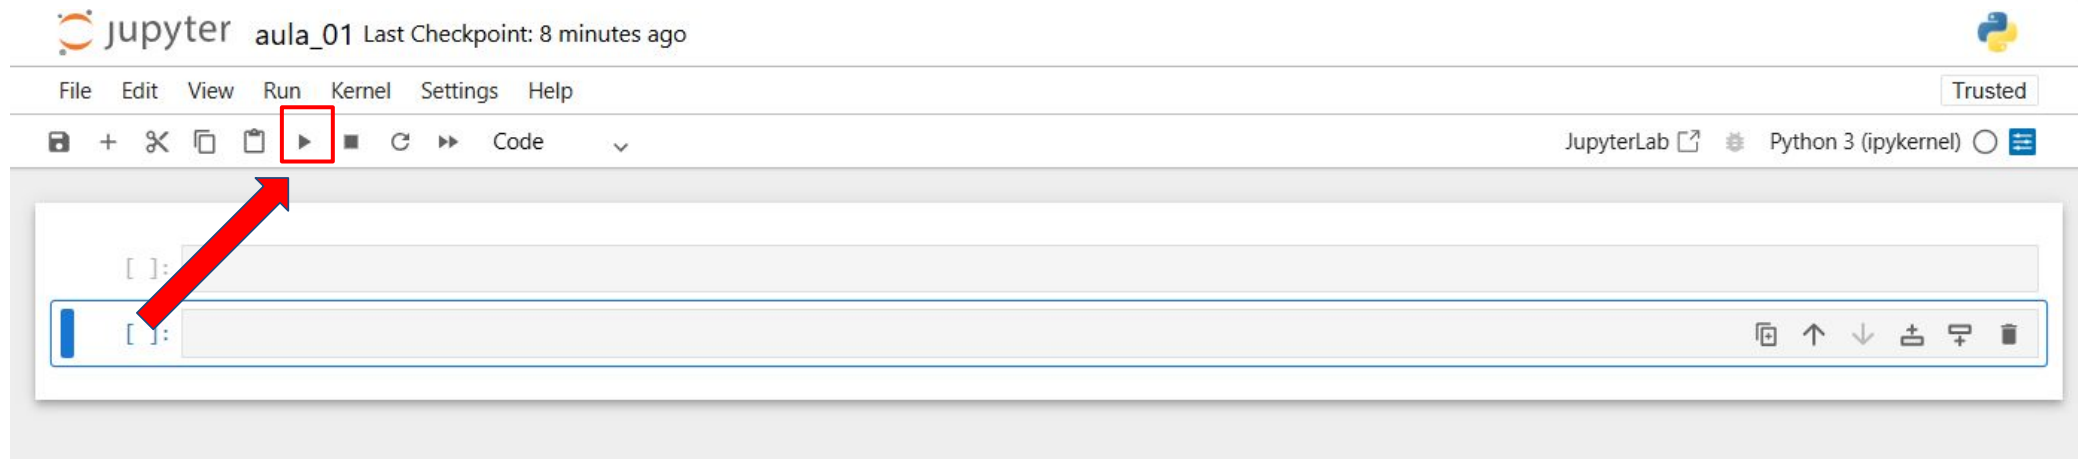 jupyter aula_01 Last Checkpoint: 8 minutes ago
File Edit View Run Kernel Settings Help Trusted
Code JupyterLab Python 3 (ipykernel)
[ ]:
[ ]: